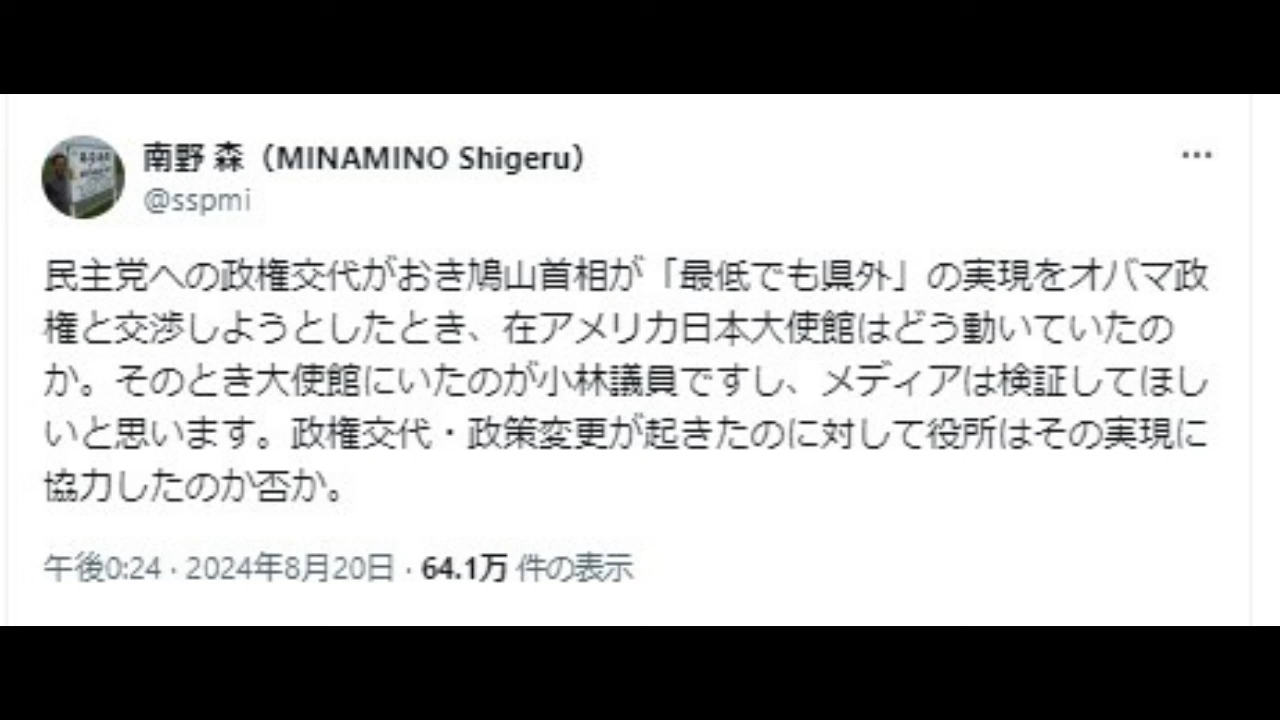 南野 森（MINAMINO Shigeru）
@sspmi
民主党への政権交代がおき鳩山首相が「最低でも県外」の実現をオバマ政
権と交渉しようとしたとき、在アメリカ日本大使館はどう動いていたの
か。そのとき大使館にいたのが小林議員ですし、メディアは検証してほし
いと思います。政権交代・政策変更が起きたのに対して役所はその実現に
協力したのか否か。
午後0:24 · 2024年8月20日 · 64.1万 件の表示